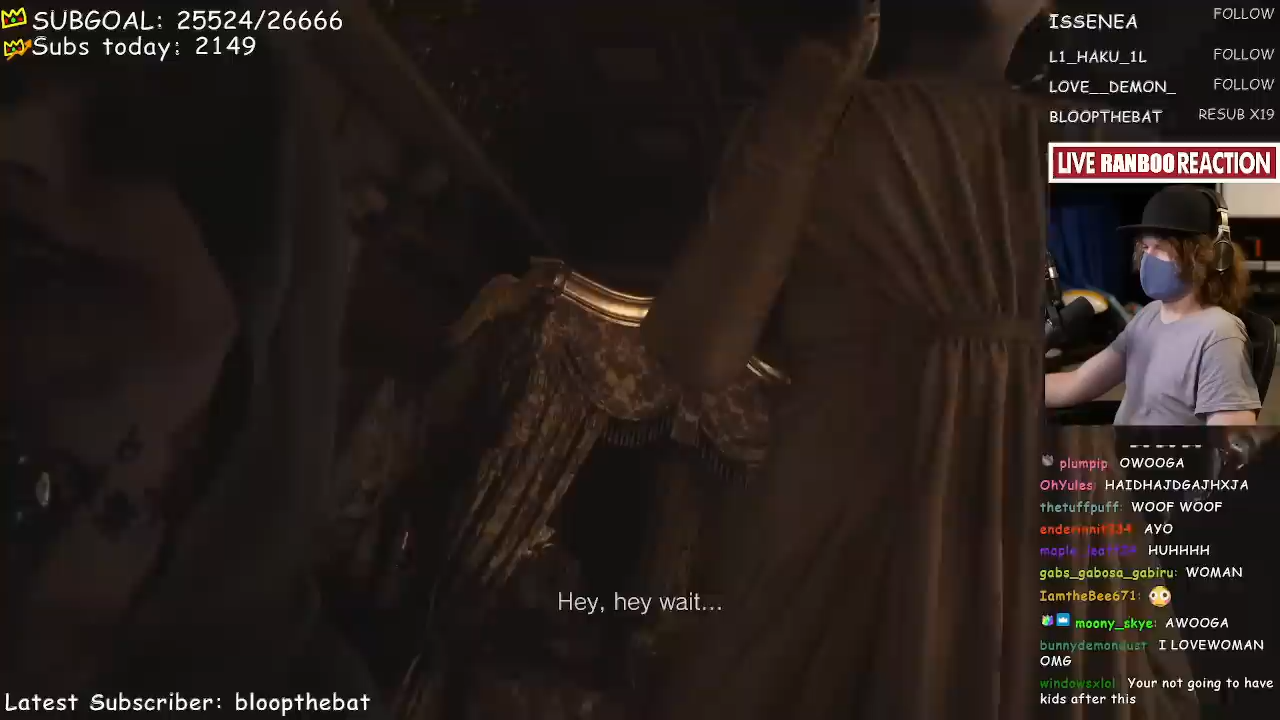 SUBGOAL: 25524/26666
Subs today: 2149
ISSENEA FOLLOW
L1_HAKU_1L FOLLOW
LOVE__DEMON_ FOLLOW
BLOOPTHEBAT RESUB X19
LIVE RANBOO REACTION
plumpip OWOOGA
OhYules: HAIDHAJDGAJHXJA
thetuffpuff: WOOF WOOF
AYO
HUHHHH
gabs_gabosa_gabiru: WOMAN
IamtheBee671: 😳
moony_skye: AWOOGA
bunnydemondust I LOVEWOMAN
OMG
windowsxlol Your not going to have
kids after this
Hey, hey wait...
Latest Subscriber: bloopthebat